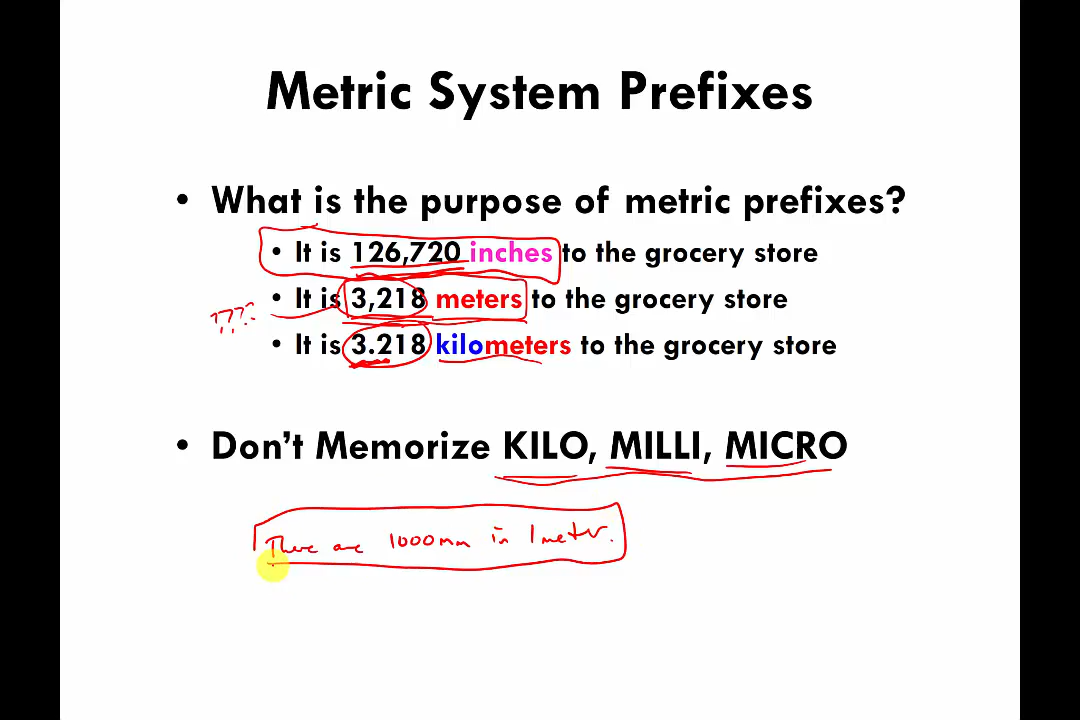 Metric System Prefixes
• What is the purpose of metric prefixes?
• It is 126,720 inches to the grocery store
• It is 3,218 meters to the grocery store
????
• It is 3.218 kilometers to the grocery store
• Don't Memorize KILO, MILLI, MICRO
There are 1000mm in 1 meter.